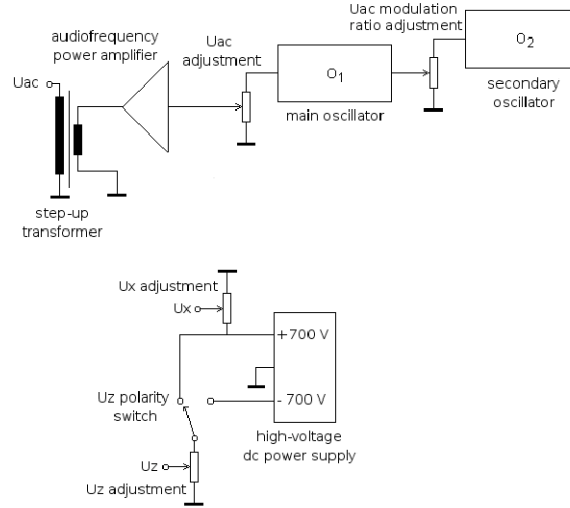 Uac modulation
ratio adjustment
audiofrequency
power amplifier
Uac
adjustment
O1
O2
Uac
main oscillator
secondary
oscillator
step-up
transformer
Ux adjustment
Ux
+700 V
- 700 V
Uz polarity
switch
high-voltage
dc power supply
Uz
Uz adjustment